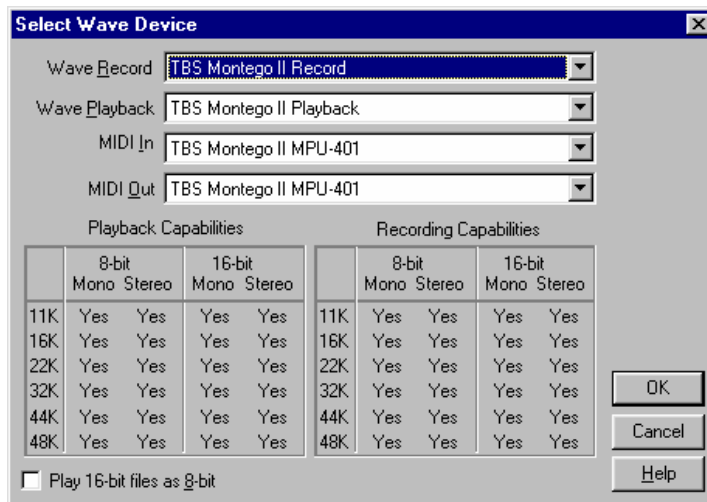 Select Wave Device
Wave Record TBS Montego II Record
Wave Playback TBS Montego II Playback
MIDI In TBS Montego II MPU-401
MIDI Out TBS Montego II MPU-401
Playback Capabilities Recording Capabilities
8-bit 16-bit 8-bit 16-bit
Mono Stereo Mono Stereo Mono Stereo Mono Stereo
11K Yes Yes Yes Yes 11K Yes Yes Yes Yes
16K Yes Yes Yes Yes 16K Yes Yes Yes Yes
22K Yes Yes Yes Yes 22K Yes Yes Yes Yes
32K Yes Yes Yes Yes 32K Yes Yes Yes Yes
44K Yes Yes Yes Yes 44K Yes Yes Yes Yes
48K Yes Yes Yes Yes 48K Yes Yes Yes Yes
OK
Cancel
Help
Play 16-bit files as 8-bit